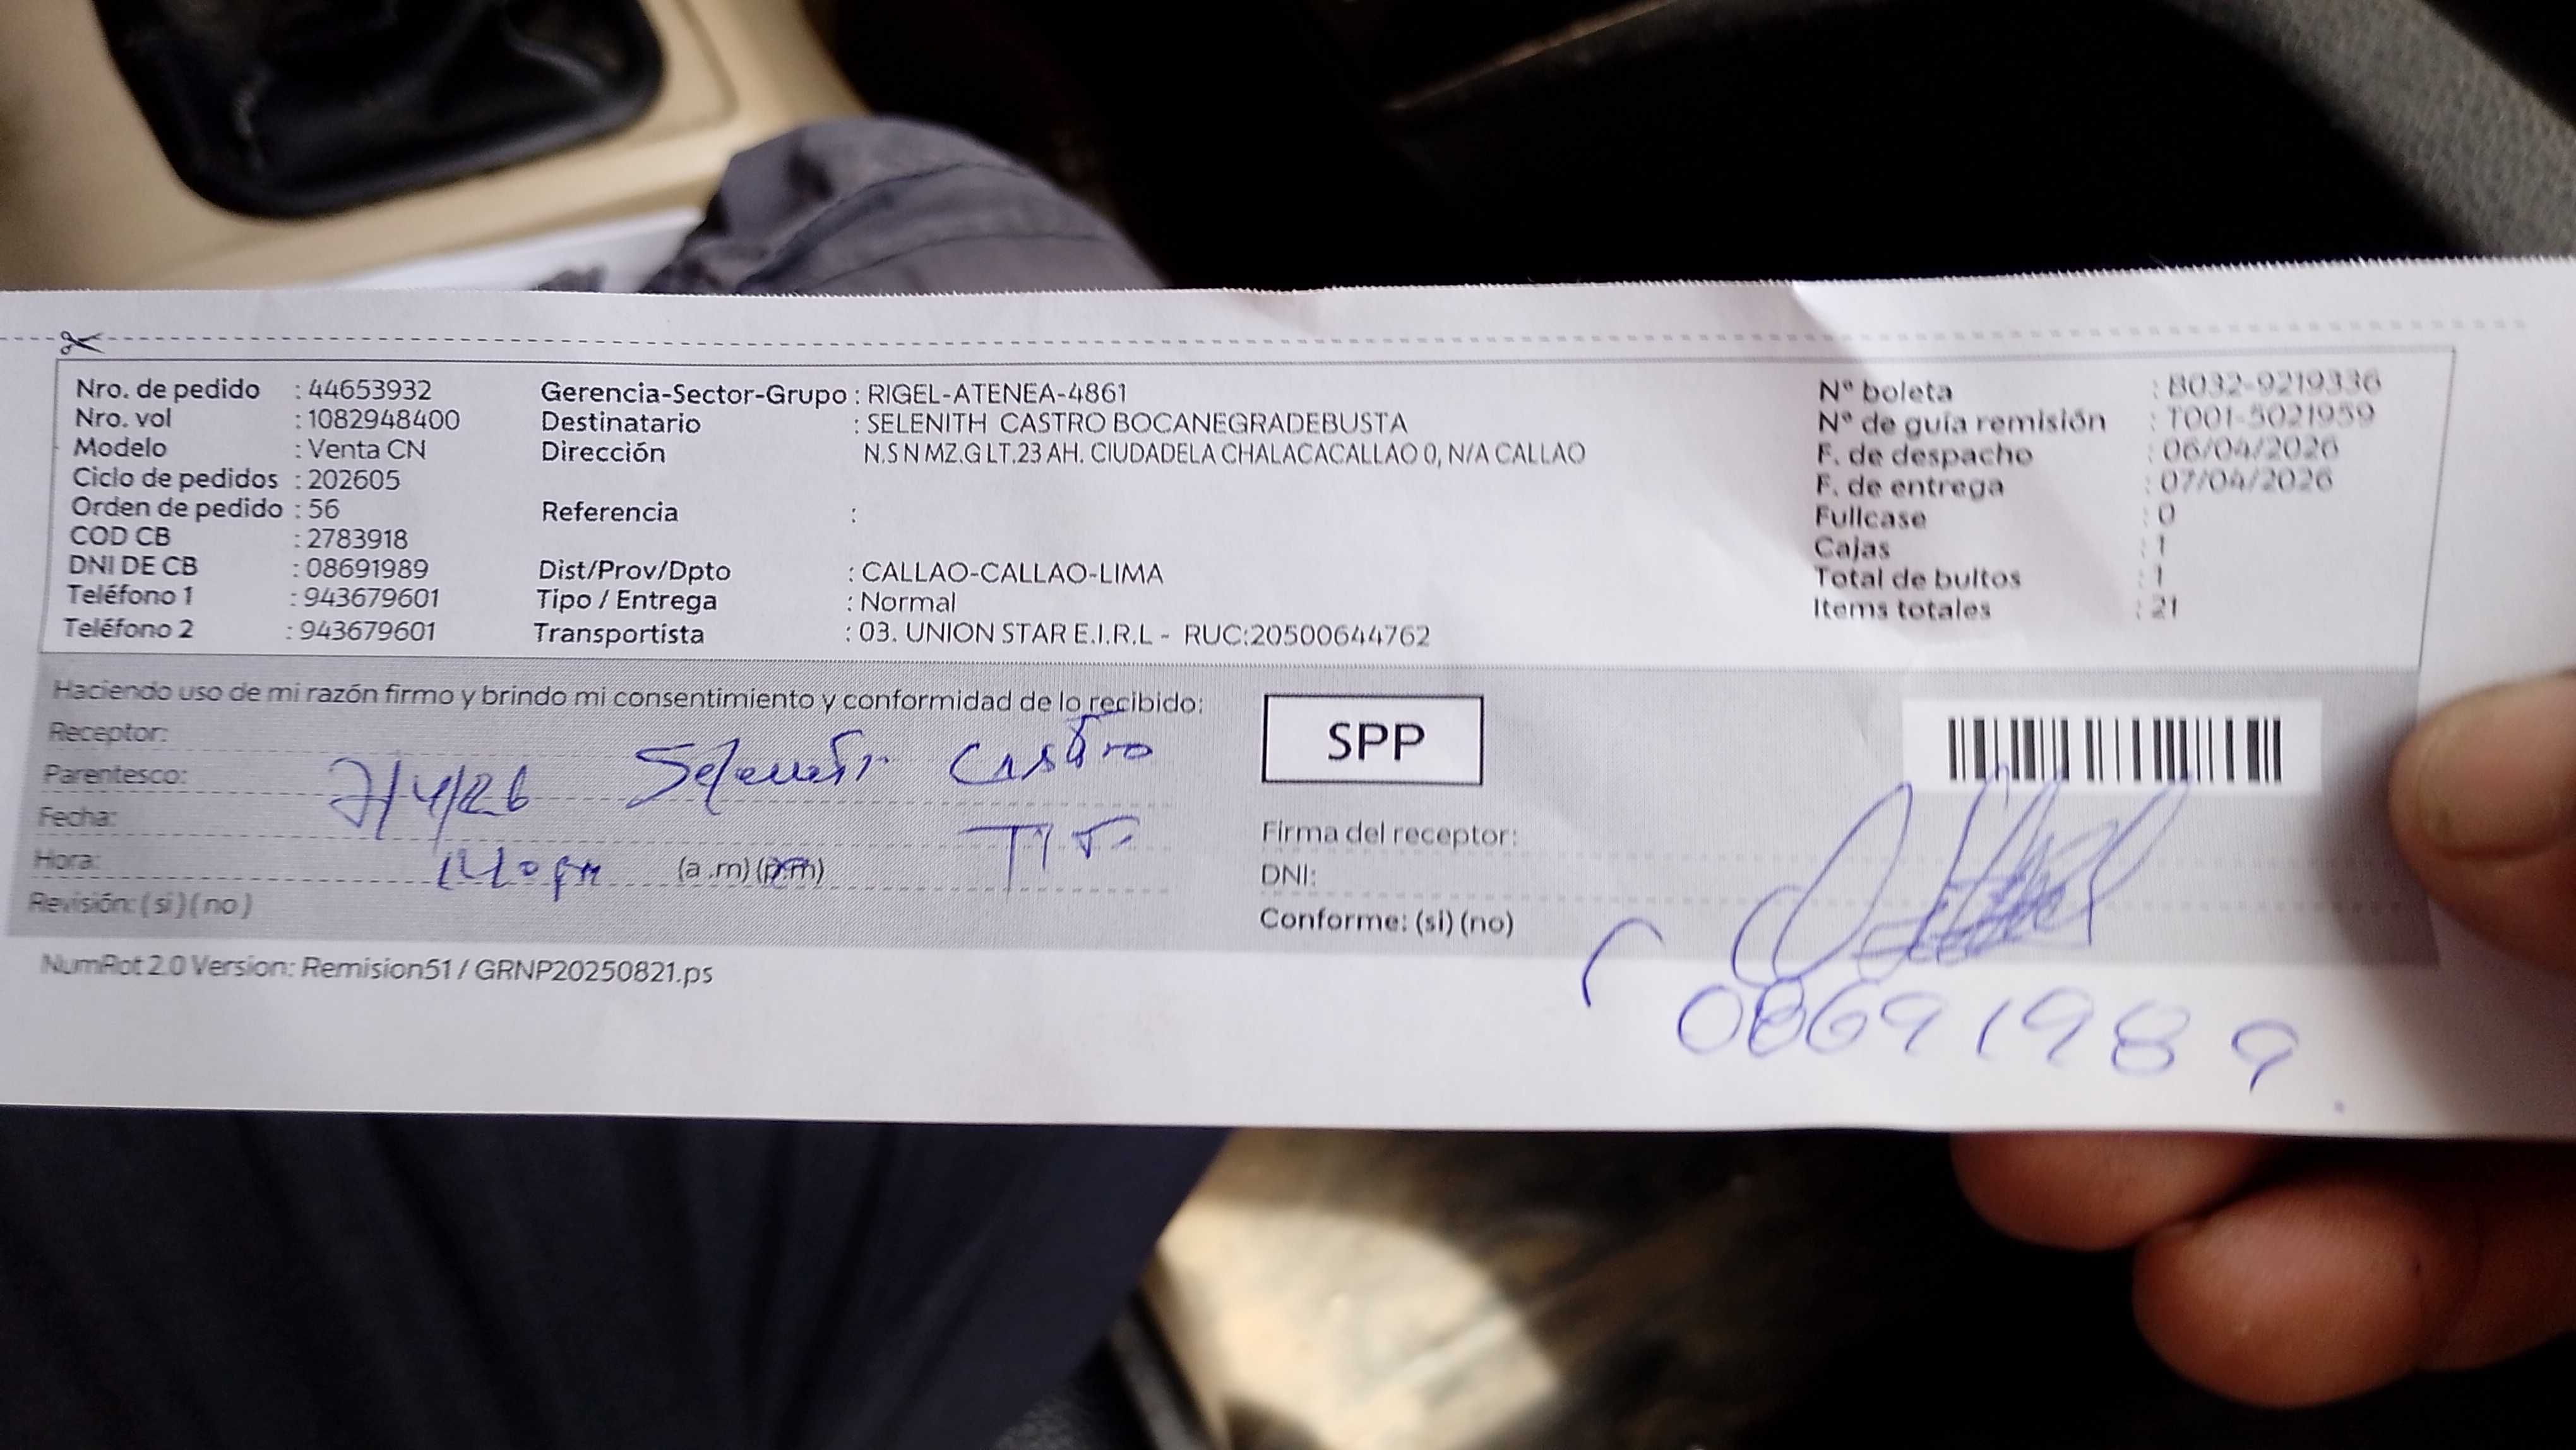 Nro. de pedido : 44653932
Nro. vol : 1082948400
Modelo : Venta CN
Ciclo de pedidos : 202605
Orden de pedido : 56
COD CB : 2783918
DNI DE CB : 08691989
Teléfono 1 : 943679601
Teléfono 2 : 943679601
Gerencia-Sector-Grupo : RIGEL-ATENEA-4861
Destinatario : SELENITH CASTRO BOCANEGRADEBUSTA
Dirección N.S N MZ.G LT.23 AH. CIUDADELA CHALACACALLAO 0, N/A CALLAO
Referencia :
Dist/Prov/Dpto : CALLAO-CALLAO-LIMA
Tipo / Entrega : Normal
Transportista : 03. UNION STAR E.I.R.L - RUC:20500644762
Nº boleta : B032-9219336
Nº de guía remisión : T001-5021959
F. de despacho : 06/04/2026
F. de entrega : 07/04/2026
Fullcase : 0
Cajas : 1
Total de bultos : 1
Items totales : 21
Haciendo uso de mi razón firmo y brindo mi consentimiento y conformidad de lo recibido:
Receptor: Castro
Parentesco:
Fecha: 7/4/26
Hora: (a.m) (p.m)
Revisión: ( si ) ( no )
SPP
Firma del receptor:
DNI: 08691989
Conforme: (si) (no)
NumRot 2.0 Version: Remision51 / GRNP20250821.ps